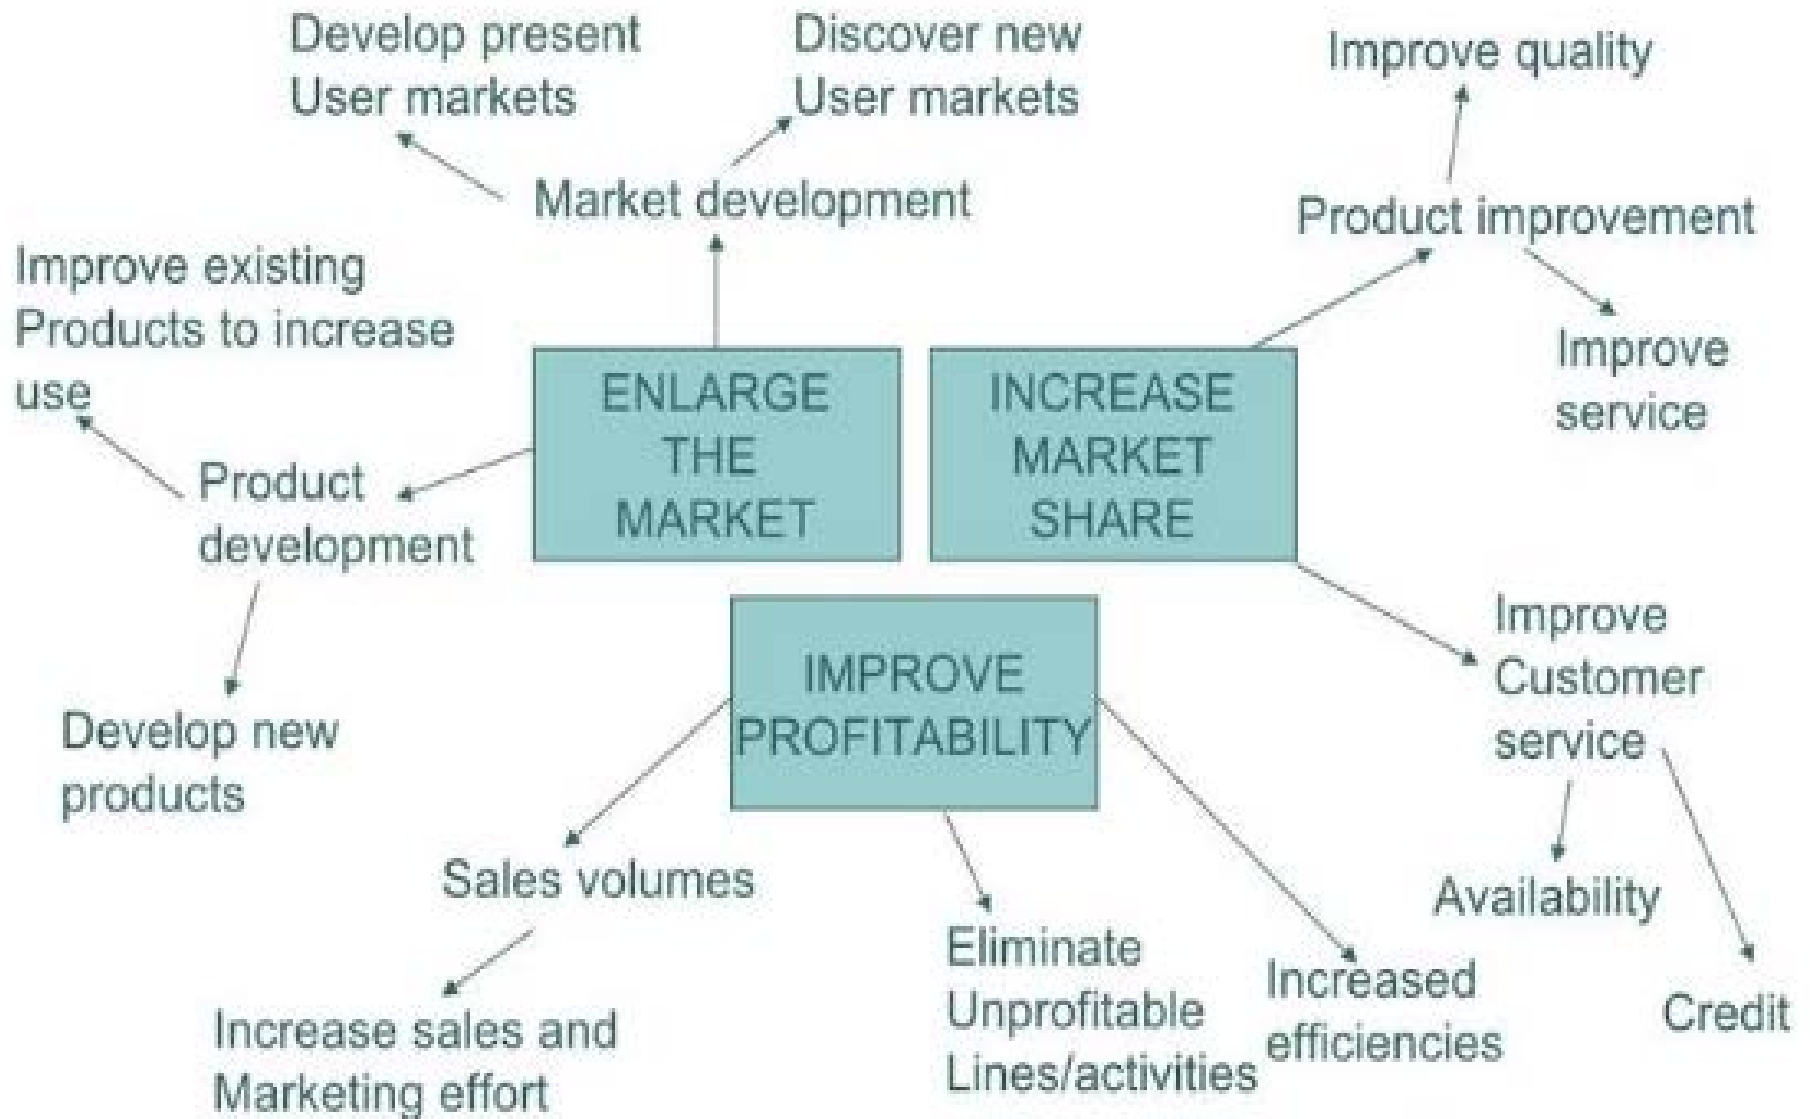 Develop present
User markets
Discover new
User markets
Improve quality
Market development
Product improvement
Improve existing
Products to increase
use
Improve
service
ENLARGE
THE
MARKET
INCREASE
MARKET
SHARE
Product
development
Improve
Customer
service
IMPROVE
PROFITABILITY
Develop new
products
Sales volumes
Availability
Eliminate
Unprofitable
Lines/activities
Increased
efficiencies
Credit
Increase sales and
Marketing effort